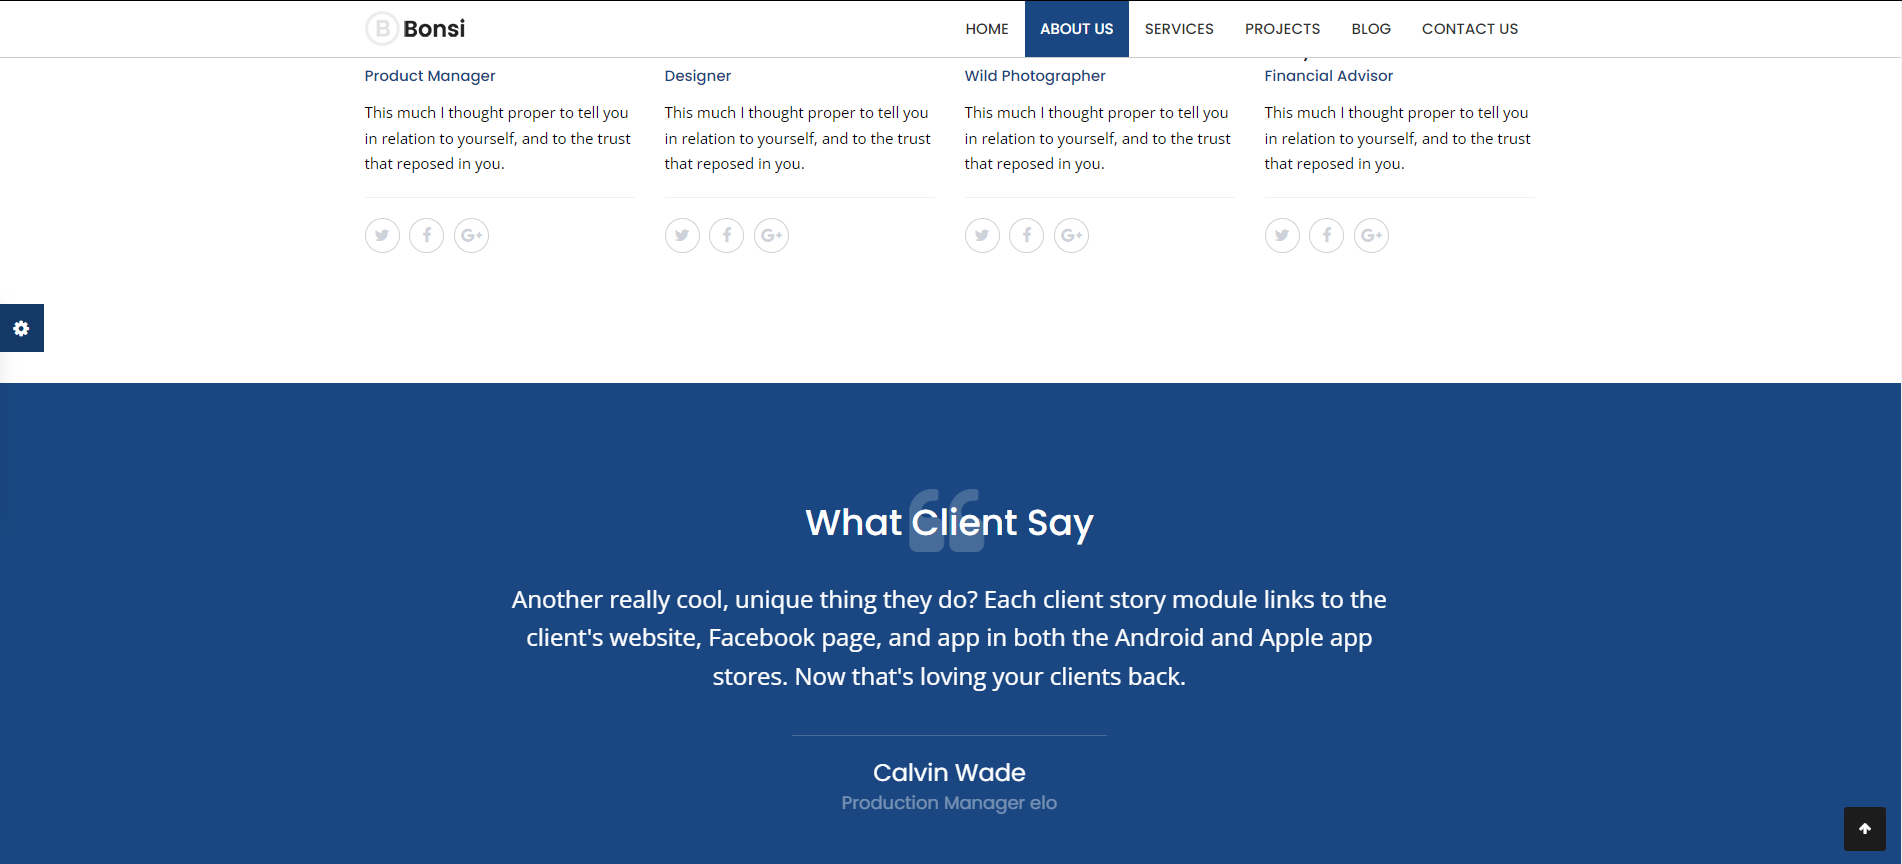 B Bonsi
HOME ABOUT US SERVICES PROJECTS BLOG CONTACT US
Product Manager
This much I thought proper to tell you
in relation to yourself, and to the trust
that reposed in you.
Designer
This much I thought proper to tell you
in relation to yourself, and to the trust
that reposed in you.
Wild Photographer
This much I thought proper to tell you
in relation to yourself, and to the trust
that reposed in you.
Financial Advisor
This much I thought proper to tell you
in relation to yourself, and to the trust
that reposed in you.
What Client Say
Another really cool, unique thing they do? Each client story module links to the
client's website, Facebook page, and app in both the Android and Apple app
stores. Now that's loving your clients back.
Calvin Wade
Production Manager elo